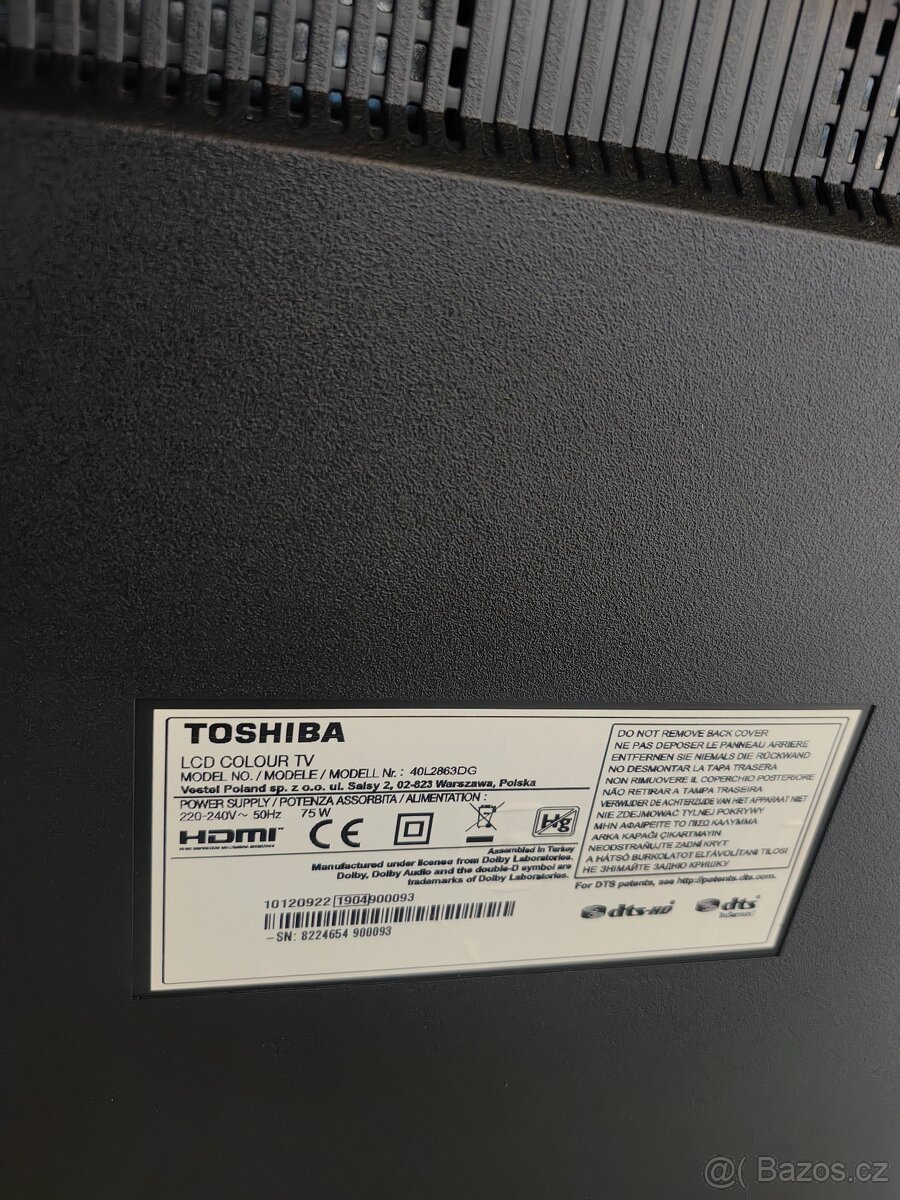 TOSHIBA
LCD COLOUR TV
MODEL NO. / MODELE / MODELL Nr. : 40L2863DG
Vestel Poland sp. z o.o. ul. Salsy 2, 02-823 Warszawa, Polska
POWER SUPPLY / POTENZA ASSORBITA / ALIMENTATION :
220-240V~ 50Hz 75 W
HDMI™
CE
Hg
Assembled in Turkey
Manufactured under license from Dolby Laboratories.
Dolby, Dolby Audio and the double-D symbol are
trademarks of Dolby Laboratories.
10120922 1904 900093
-SN: 8224654 900093
DO NOT REMOVE BACK COVER
NE PAS DEPOSER LE PANNEAU ARRIERE
ENTFERNEN SIE NIEMALS DIE RÜCKWAND
NO DESMONTAR LA TAPA TRASERA
NON RIMUOVERE IL COPERCHIO POSTERIORE
NÃO RETIRAR A TAMPA TRASEIRA
VERWIJDER DE ACHTERZIJDE VAN HET APPARAAT NIET
NIE ZDEJMOWAĆ TYLNEJ POKRYWY
ΜΗΝ ΑΦΑΙΡΕΙΤΕ ΤΟ ΠΙΣΩ ΚΑΛΥΜΜΑ
ARKA KAPAĞI ÇIKARTMAYIN
NEODSTRAŇUJTE ZADNÍ KRYT
A HÁTSÓ BURKOLATOT ELTÁVOLÍTANI TILOS!
НЕ ЗНИМАЙТЕ ЗАДНЮ КРИШКУ
For DTS patents, see http://patents.dts.com.
dts-HD
dts
TruSurround
@( Bazos.cz